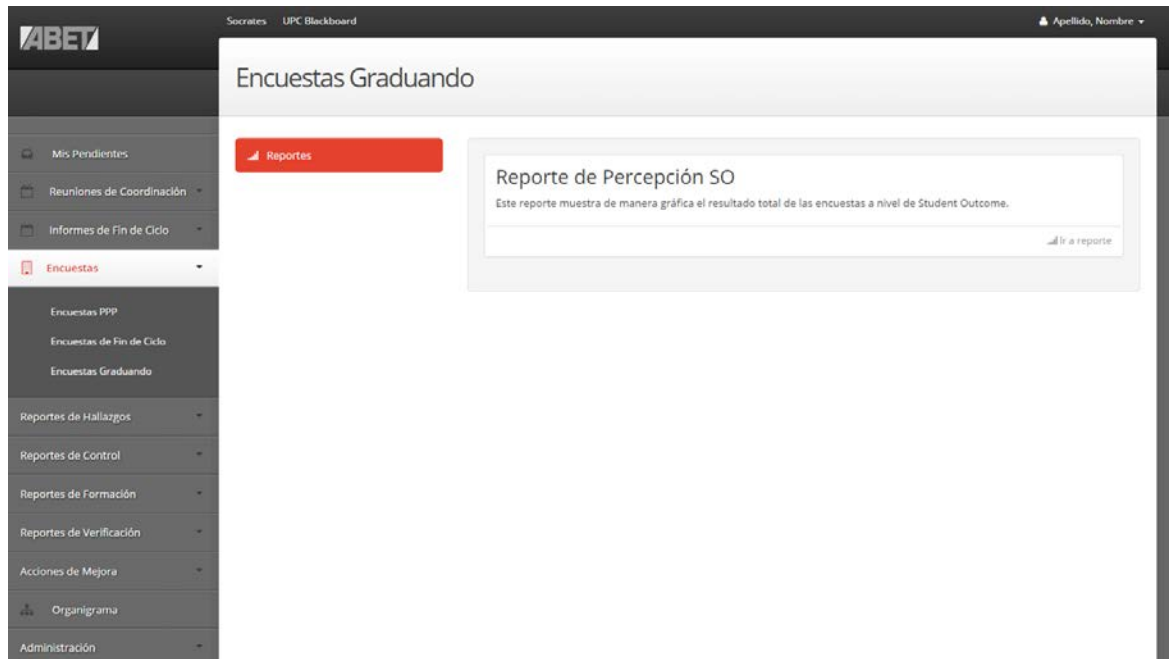 ABET
Socrates UPC Blackboard Apellido, Nombre
Encuestas Graduando
Mis Pendientes
Reuniones de Coordinación
Informes de Fin de Ciclo
Encuestas
Encuestas PPP
Encuestas de Fin de Ciclo
Encuestas Graduando
Reportes de Hallazgos
Reportes de Control
Reportes de Formación
Reportes de Verificación
Acciones de Mejora
Organigrama
Administración
Reportes
Reporte de Percepción SO
Este reporte muestra de manera gráfica el resultado total de las encuestas a nivel de Student Outcome.
Ir a reporte